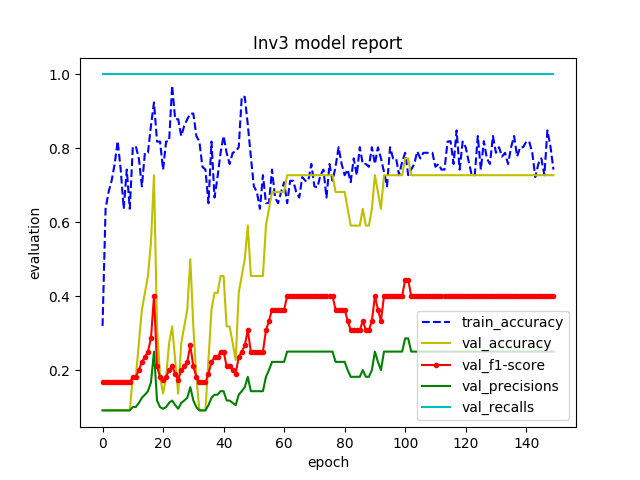 Inv3 model report
evaluation
1.0
0.8
0.6
0.4
0.2
train_accuracy
val_accuracy
val_f1-score
val_precisions
val_recalls
0 20 40 60 80 100 120 140
epoch